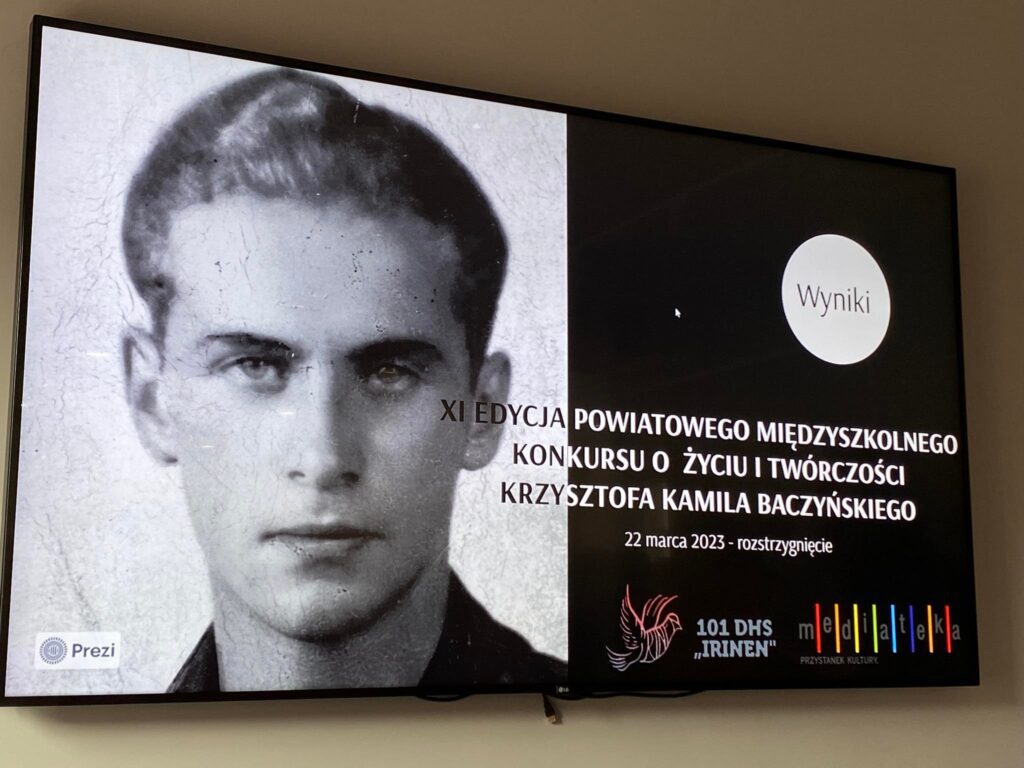 Wyniki
XI EDYCJA POWIATOWEGO MIĘDZYSZKOLNEGO
KONKURSU O ŻYCIU I TWÓRCZOŚCI
KRZYSZTOFA KAMILA BACZYŃSKIEGO
22 marca 2023 - rozstrzygnięcie
101 DHS
„IRINEN"
mediateka
PRZYSTANEK KULTURY.
Prezi
LG